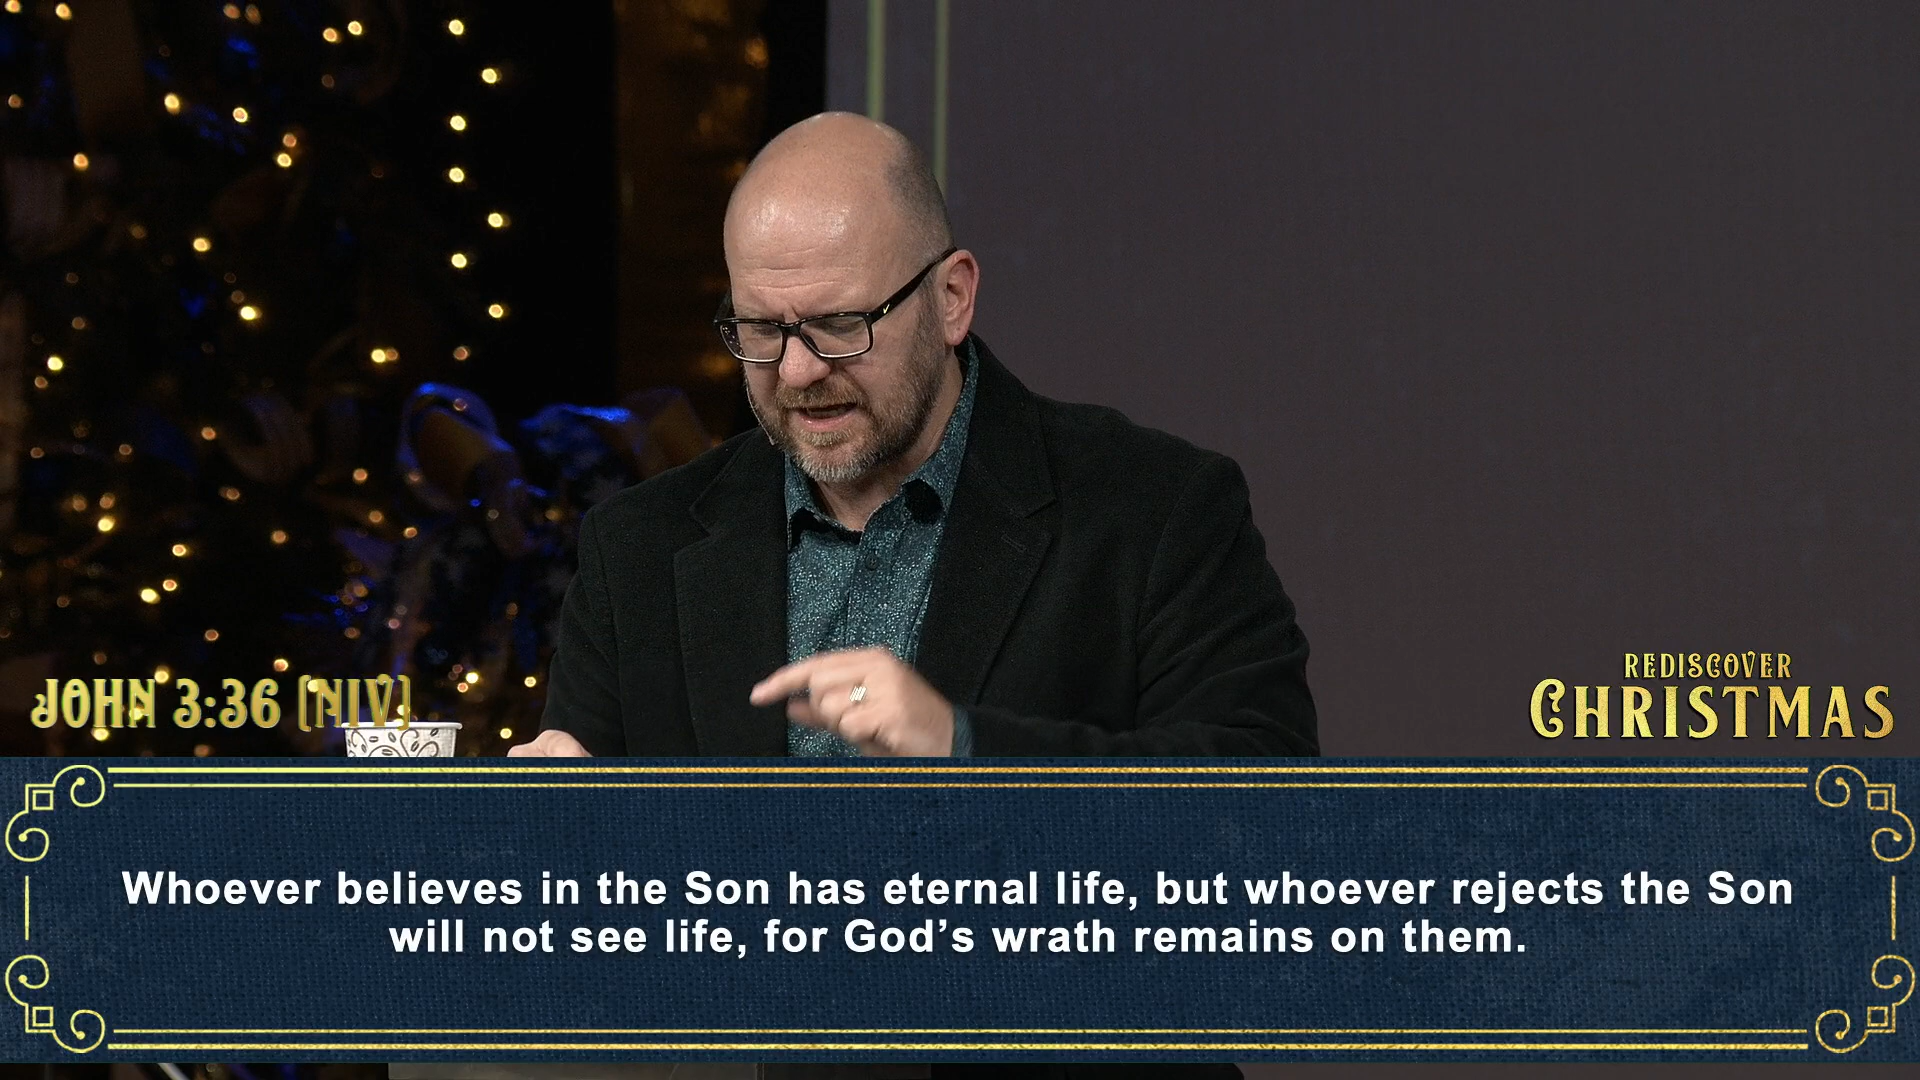 JOHN 3:36 (NIV)
REDISCOVER
CHRISTMAS
Whoever believes in the Son has eternal life, but whoever rejects the Son
will not see life, for God’s wrath remains on them.